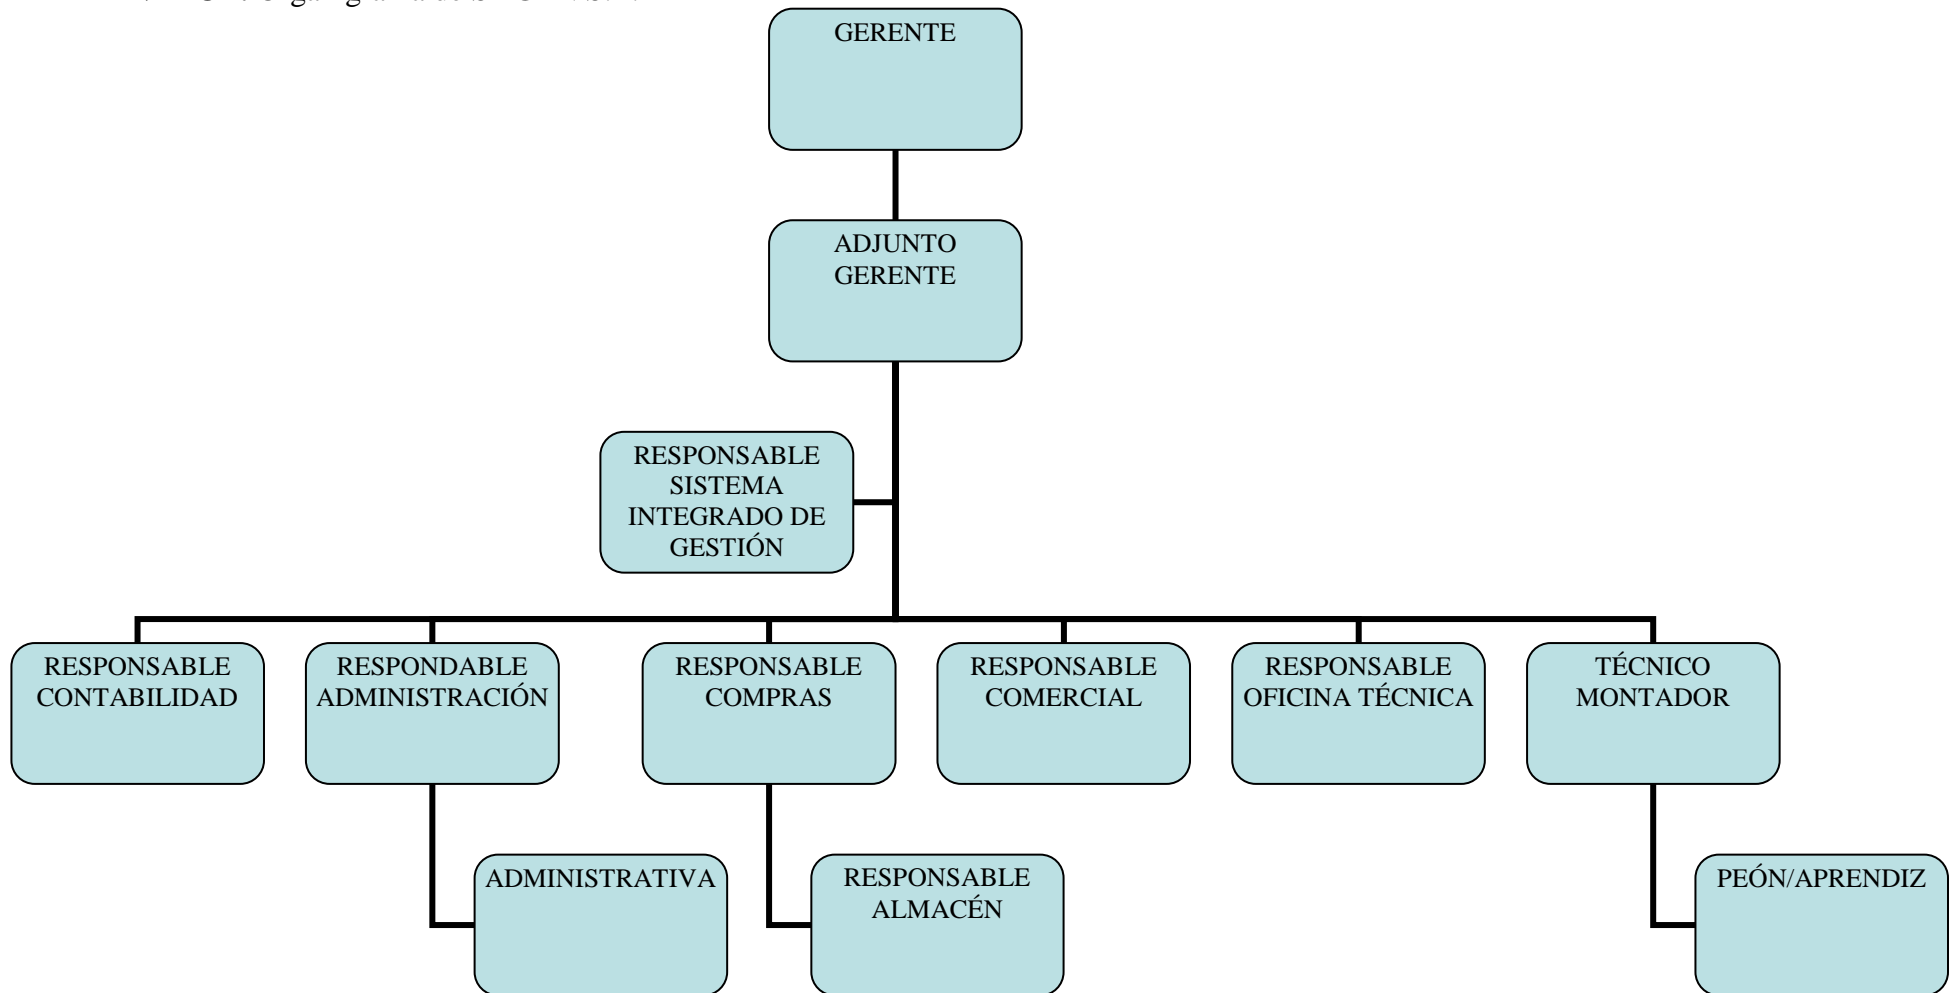 GERENTE
ADJUNTO
GERENTE
RESPONSABLE
SISTEMA
INTEGRADO DE
GESTIÓN
RESPONSABLE
CONTABILIDAD
RESPONDABLE
ADMINISTRACIÓN
RESPONSABLE
COMPRAS
RESPONSABLE
COMERCIAL
RESPONSABLE
OFICINA TÉCNICA
TÉCNICO
MONTADOR
ADMINISTRATIVA
RESPONSABLE
ALMACÉN
PEÓN/APRENDIZ